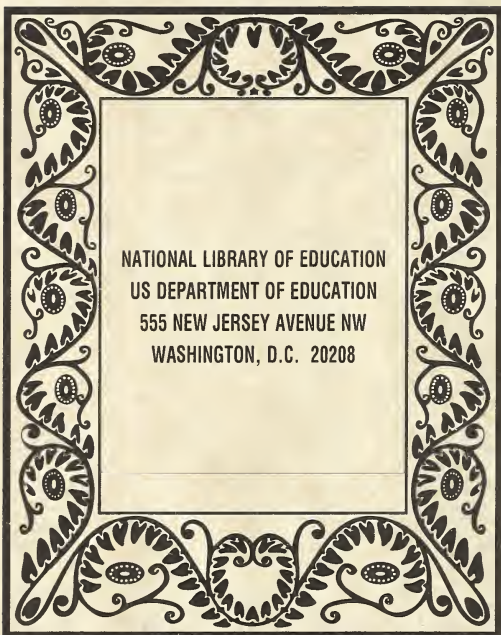 NATIONAL LIBRARY OF EDUCATION
US DEPARTMENT OF EDUCATION
555 NEW JERSEY AVENUE NW
WASHINGTON, D.C. 20208